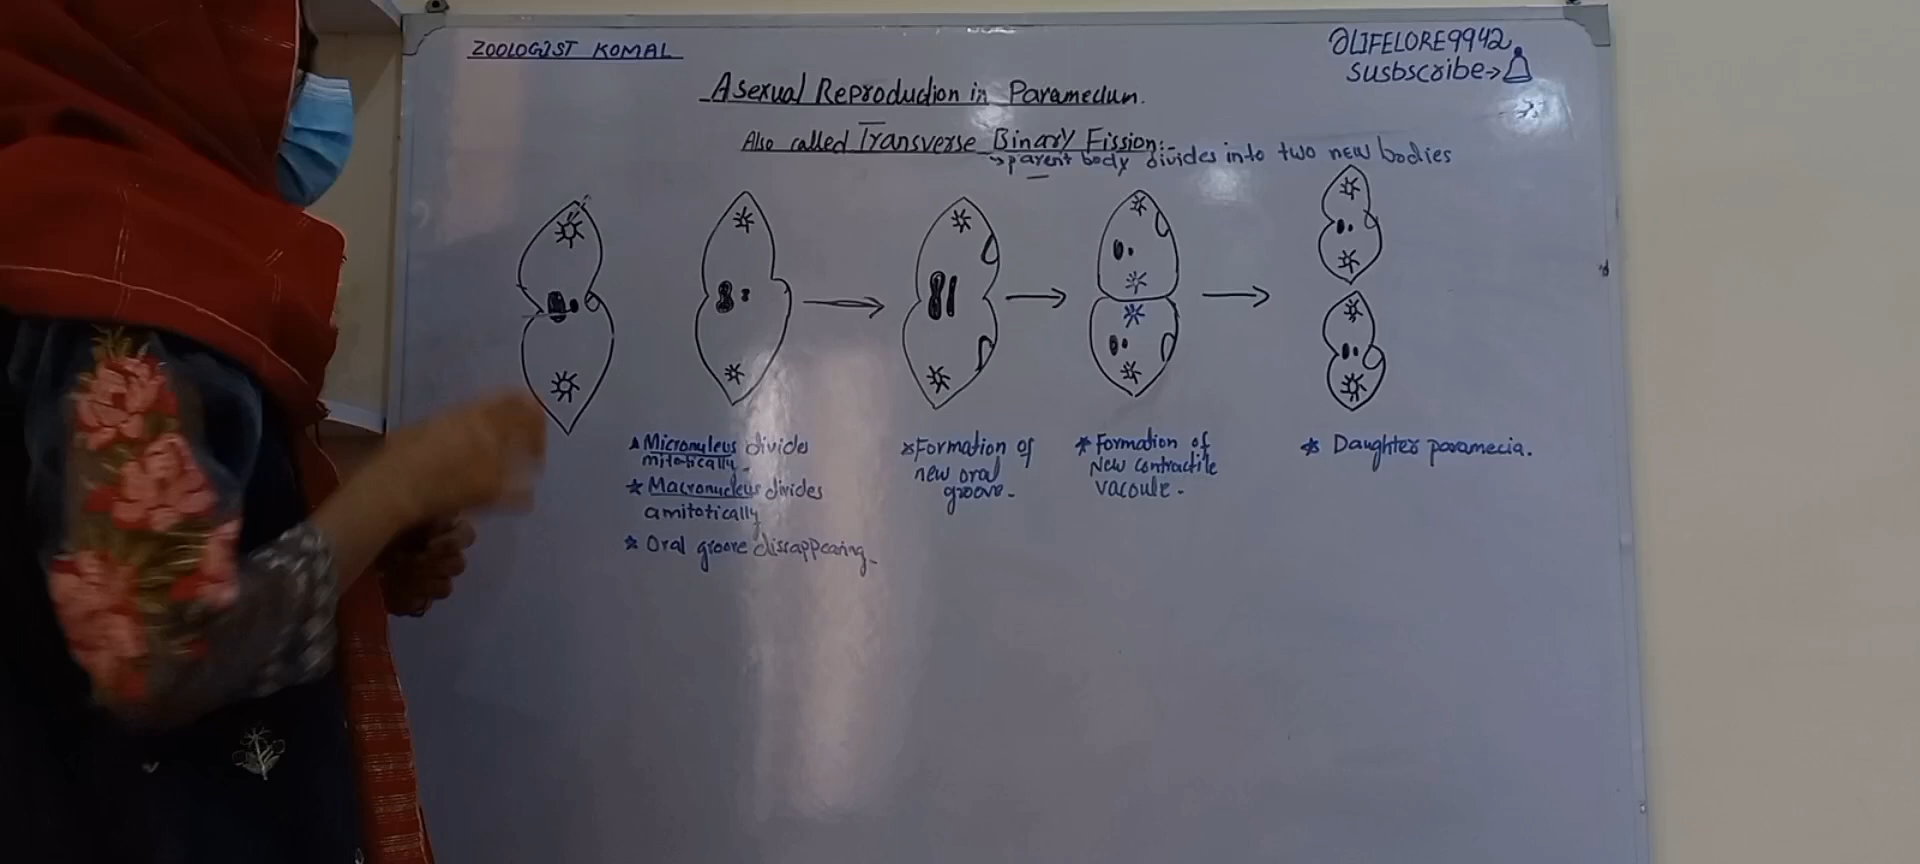 ZOOLOGIST KOMAL
@LIFELORE9942
Susbscribe->
Asexual Reproduction in Paramecium.
Also called Transverse Binary Fission:-
→ parent body divides into two new bodies
Micronuleus divides
mitotically.
* Macronucleus divides
amitotically
* Oral groove dissappearing.
*Formation of
new oral
groove.
*Formation of
New contractile
vacoule.
* Daughter paramecia.